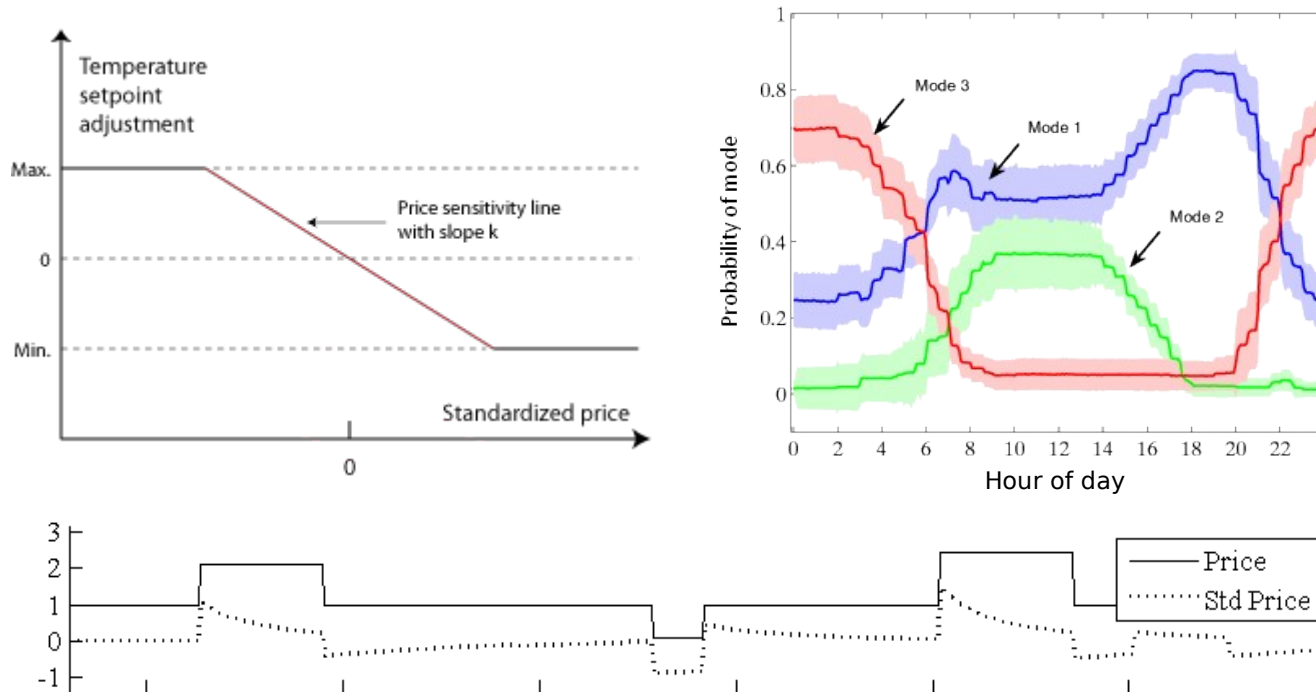 Temperature
setpoint
adjustment
Max.
0
Min.
Price sensitivity line
with slope k
Standardized price
0
Probability of mode
1
0.8
0.6
0.4
0.2
0
Mode 3
Mode 1
Mode 2
0 2 4 6 8 10 12 14 16 18 20 22
Hour of day
3
2
1
0
-1
Price
Std Price